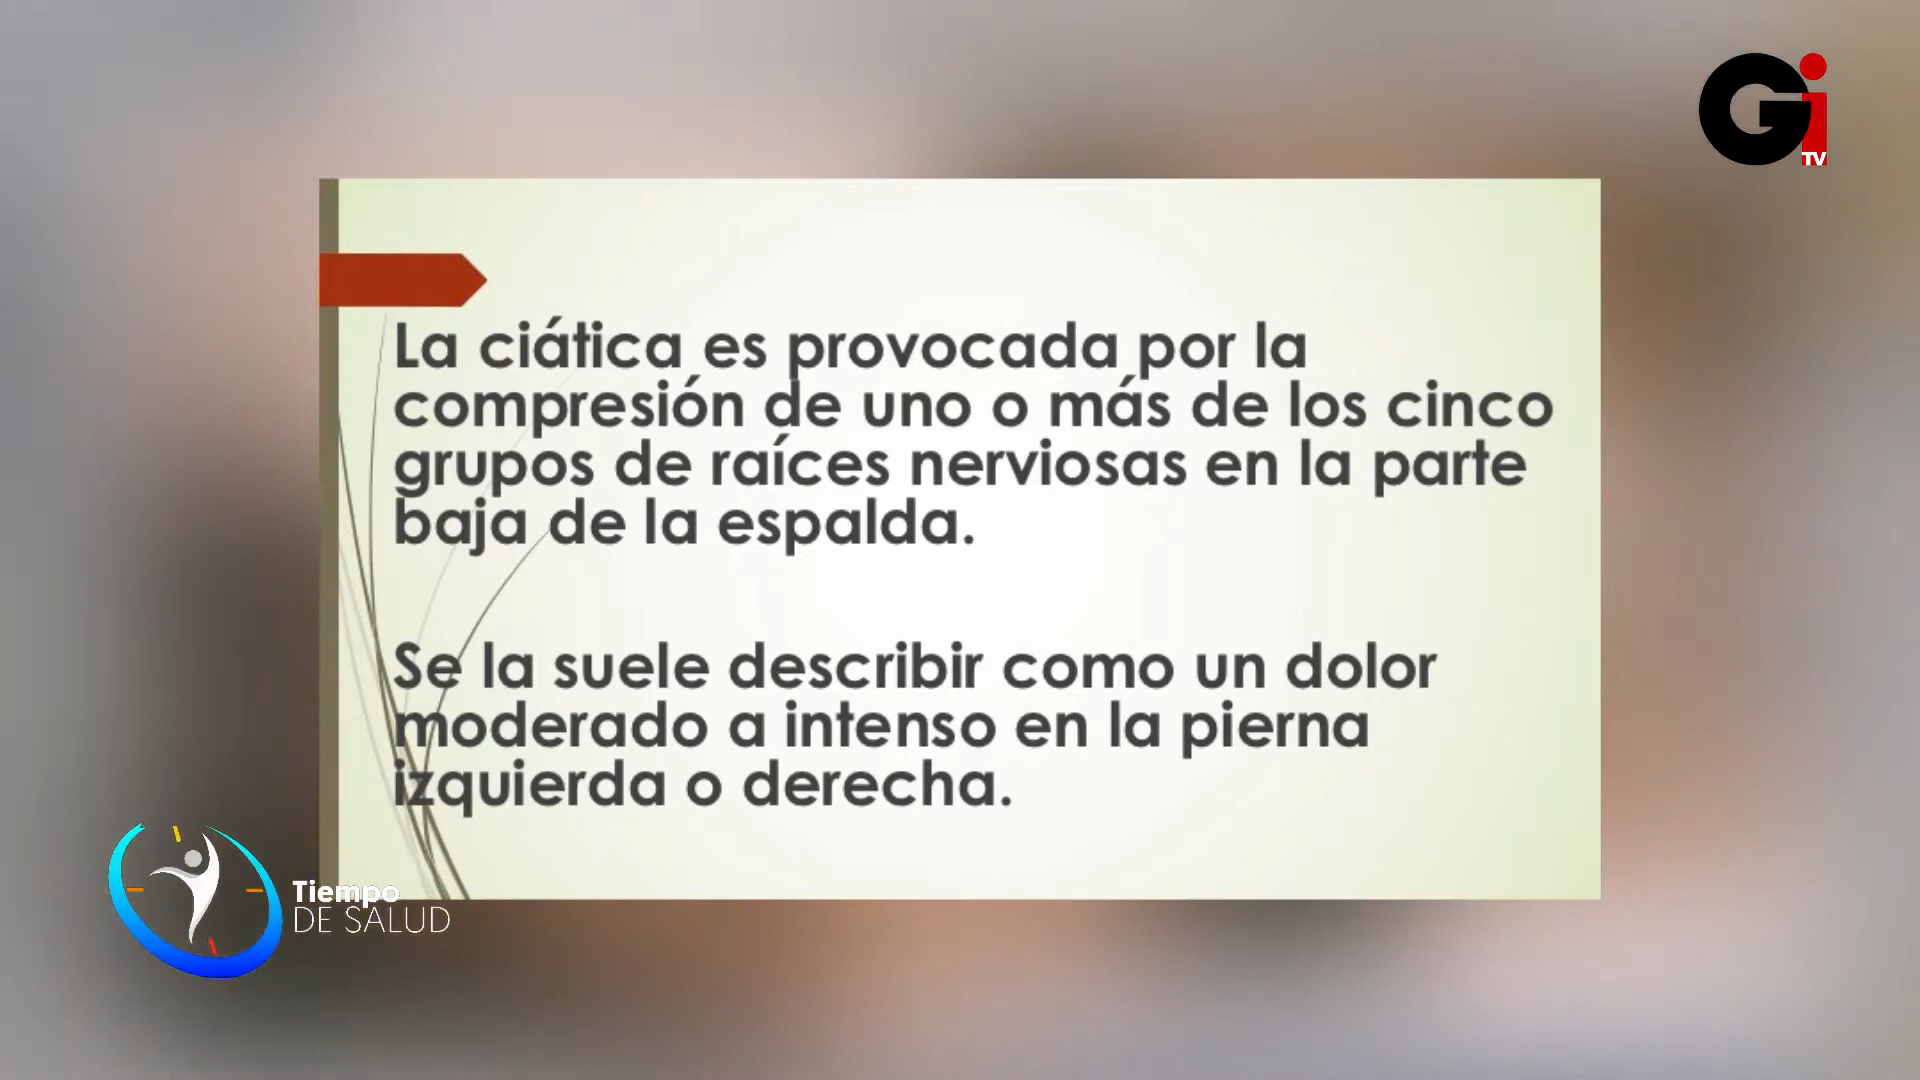 Gi
TV
La ciática es provocada por la
compresión de uno o más de los cinco
grupos de raíces nerviosas en la parte
baja de la espalda.
Se la suele describir como un dolor
moderado a intenso en la pierna
izquierda o derecha.
Tiempo
DE SALUD